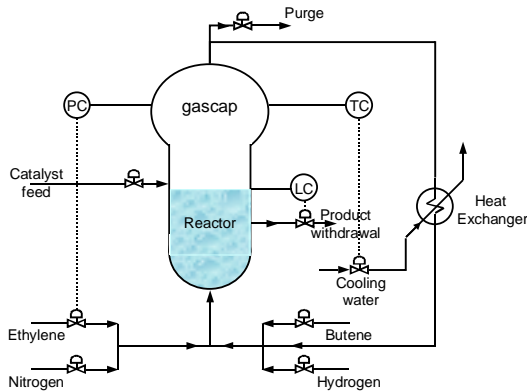 Purge
PC
gascap
TC
Catalyst
feed
LC
Reactor
Product
withdrawal
Heat
Exchanger
Cooling
water
Ethylene
Butene
Nitrogen
Hydrogen